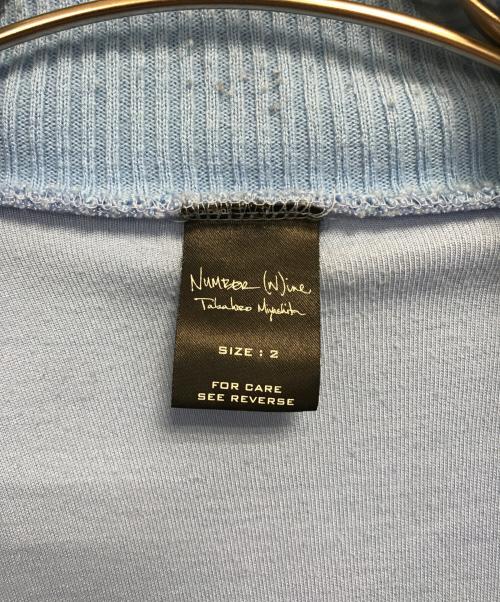 NUMBER (N)ine
Takahiro Miyashita
SIZE : 2
FOR CARE
SEE REVERSE